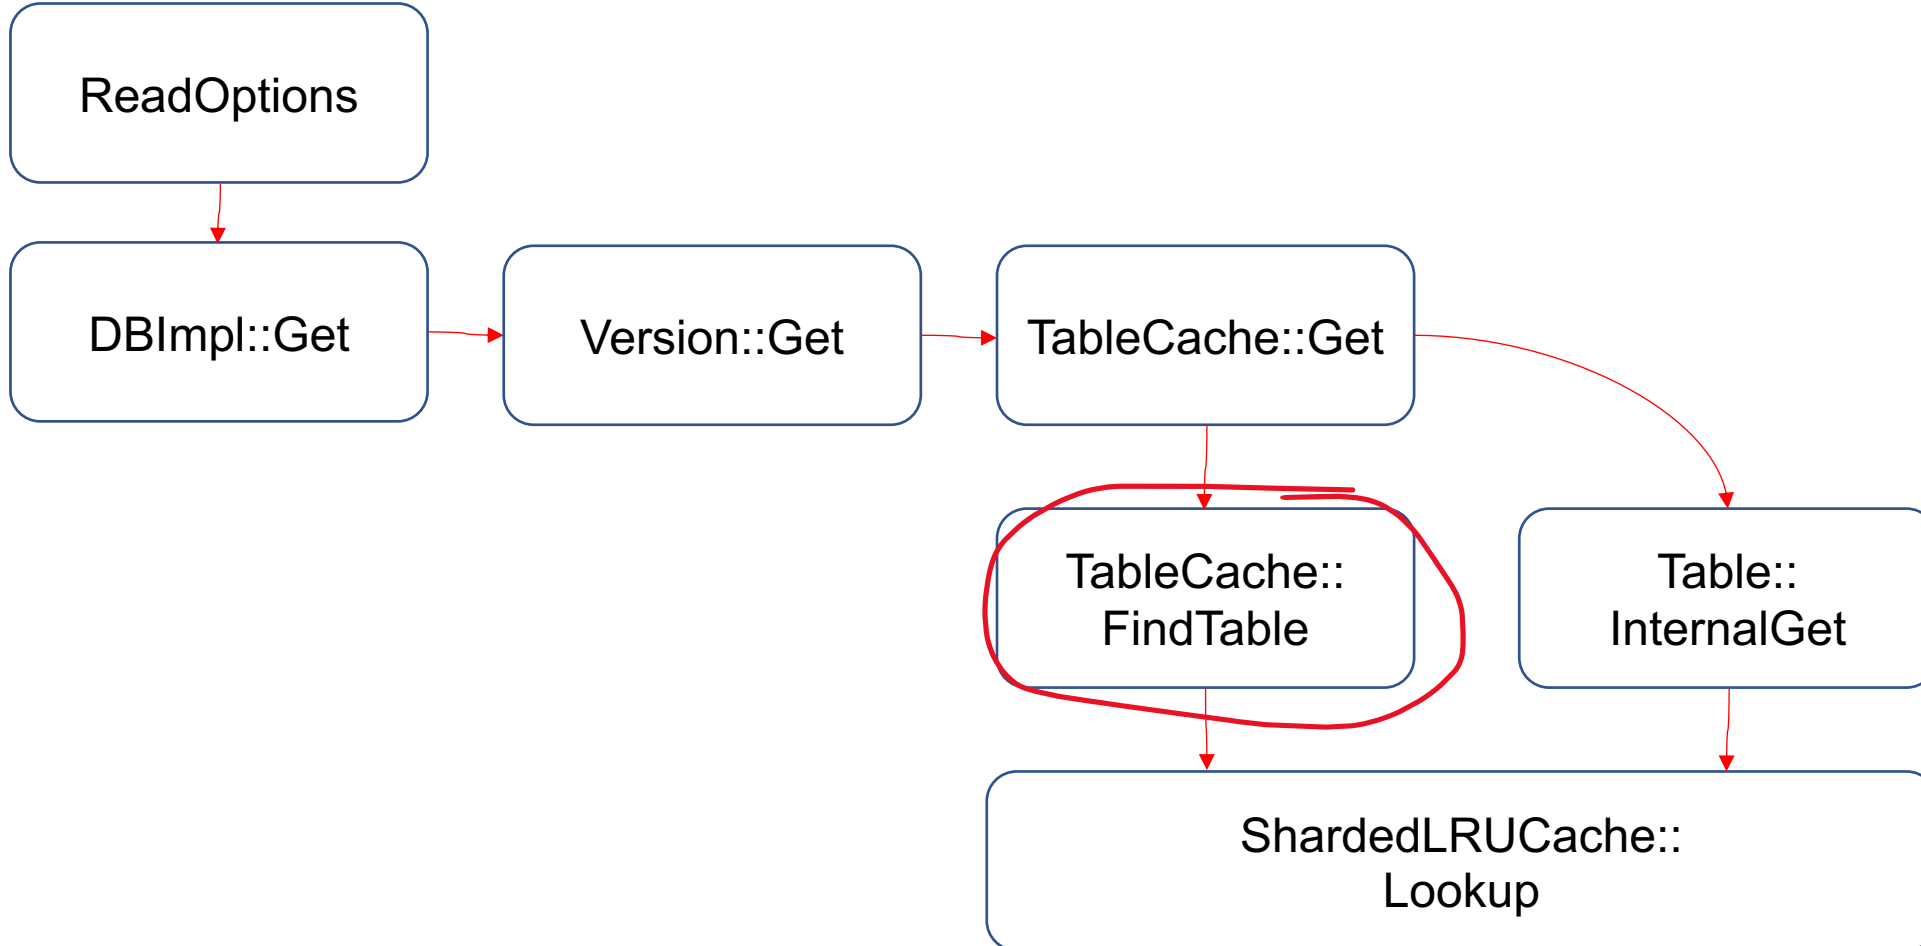 ReadOptions
DBImpl::Get
Version::Get
TableCache::Get
TableCache::
FindTable
Table::
InternalGet
ShardedLRUCache::
Lookup